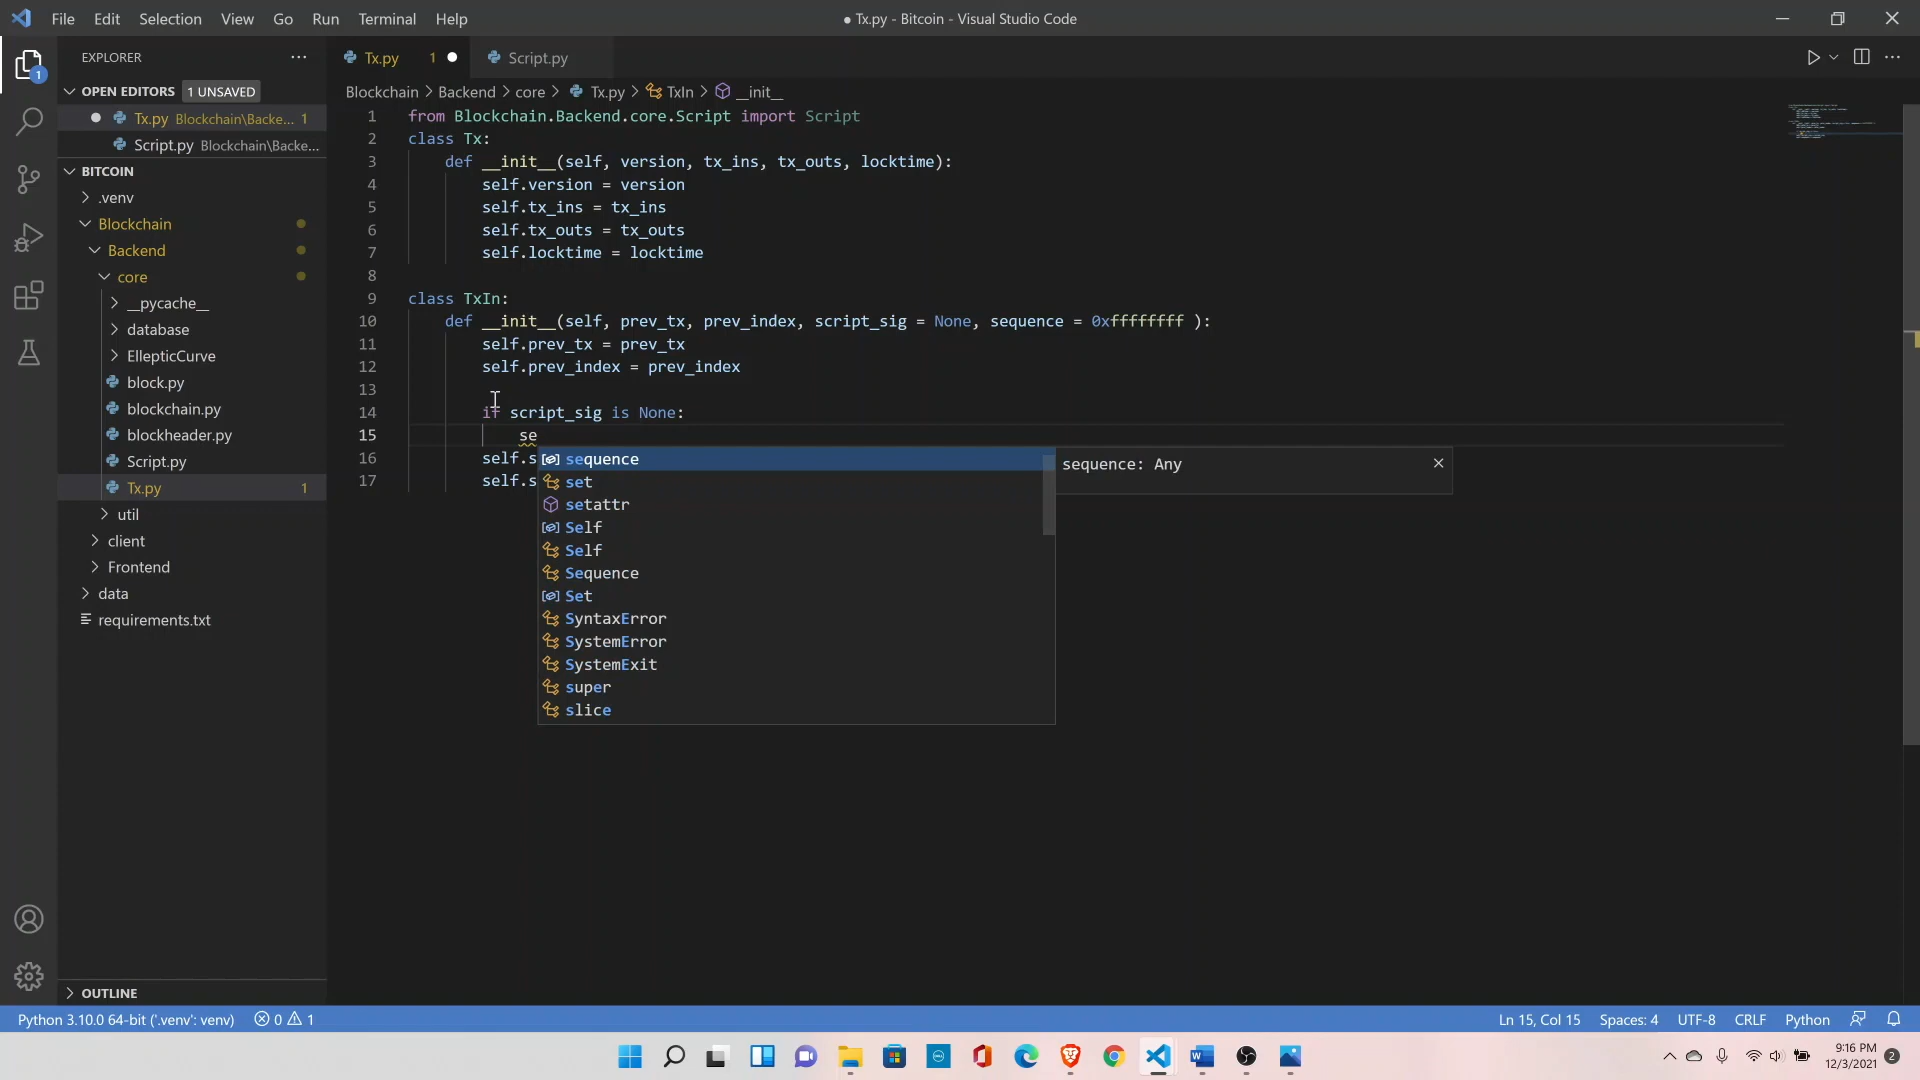 File Edit Selection View Go Run Terminal Help
● Tx.py - Bitcoin - Visual Studio Code
EXPLORER
Tx.py 1
Script.py
OPEN EDITORS 1 UNSAVED
Tx.py Blockchain\Backe... 1
Script.py Blockchain\Backe...
BITCOIN
.venv
Blockchain
Backend
core
__pycache__
database
EllepticCurve
block.py
blockchain.py
blockheader.py
Script.py
Tx.py 1
util
client
Frontend
data
requirements.txt
OUTLINE
Blockchain > Backend > core > Tx.py > TxIn > __init__
1 from Blockchain.Backend.core.Script import Script
2 class Tx:
3 def __init__(self, version, tx_ins, tx_outs, locktime):
4 self.version = version
5 self.tx_ins = tx_ins
6 self.tx_outs = tx_outs
7 self.locktime = locktime
8
9 class TxIn:
10 def __init__(self, prev_tx, prev_index, script_sig = None, sequence = 0xffffffff ):
11 self.prev_tx = prev_tx
12 self.prev_index = prev_index
13
14 if script_sig is None:
15 se
16 self.s
17 self.s
sequence
set
setattr
Self
Self
Sequence
Set
SyntaxError
SystemError
SystemExit
super
slice
sequence: Any
Python 3.10.0 64-bit ('.venv': venv) 0 1
Ln 15, Col 15 Spaces: 4 UTF-8 CRLF Python
9:16 PM
12/3/2021
2